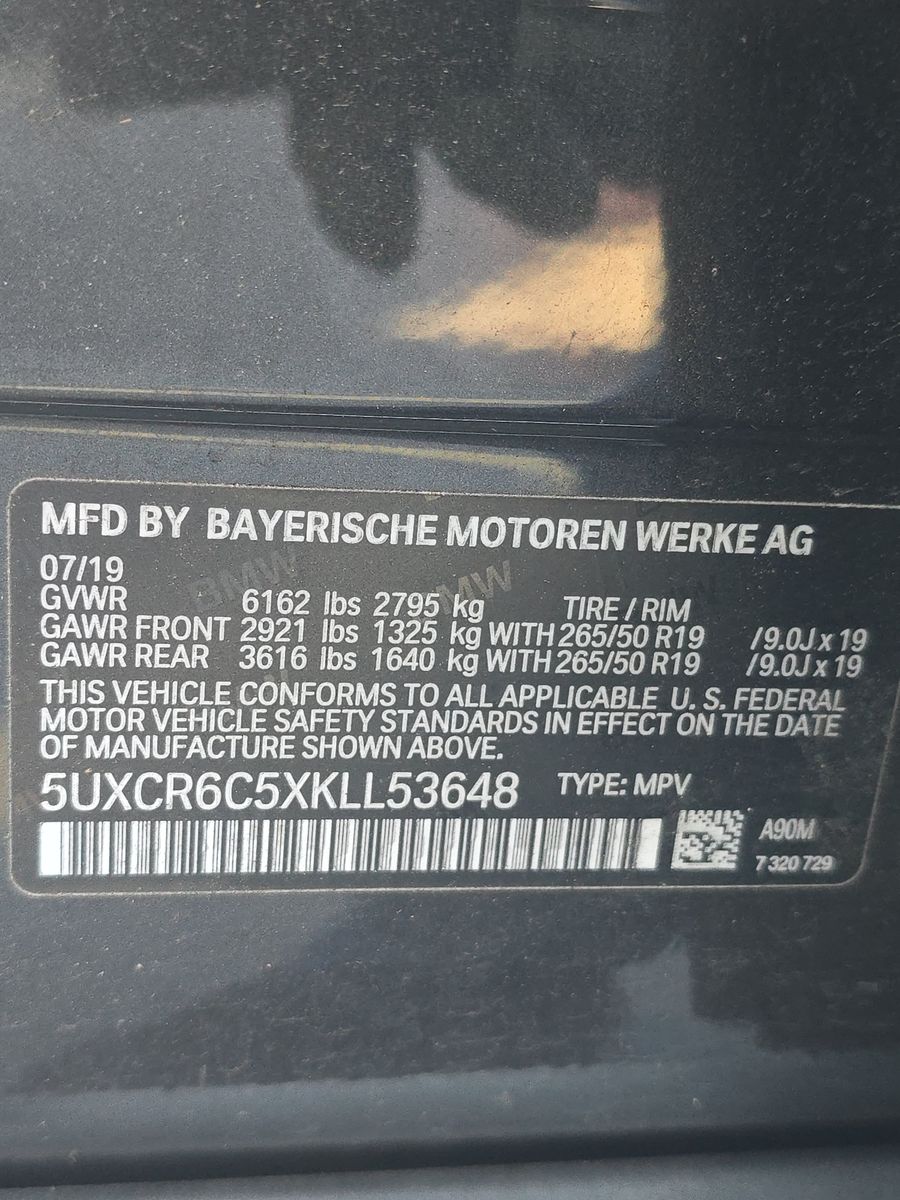 MFD BY BAYERISCHE MOTOREN WERKE AG
07/19
GVWR 6162 lbs 2795 kg TIRE / RIM
GAWR FRONT 2921 lbs 1325 kg WITH 265/50 R19 /9.0J x 19
GAWR REAR 3616 lbs 1640 kg WITH 265/50 R19 /9.0J x 19
THIS VEHICLE CONFORMS TO ALL APPLICABLE U. S. FEDERAL
MOTOR VEHICLE SAFETY STANDARDS IN EFFECT ON THE DATE
OF MANUFACTURE SHOWN ABOVE.
5UXCR6C5XKLL53648 TYPE: MPV
A90M
7 320 729
BMW